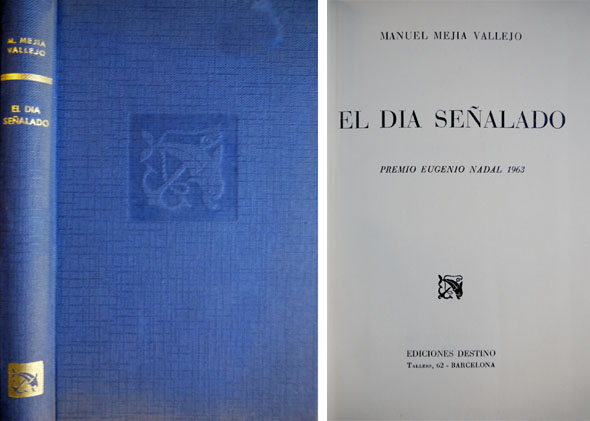 M. MEJIA
VALLEJO
EL DIA
SEÑALADO
MANUEL MEJIA VALLEJO
EL DIA SEÑALADO
PREMIO EUGENIO NADAL 1963
EDICIONES DESTINO
TALLERS, 62 - BARCELONA